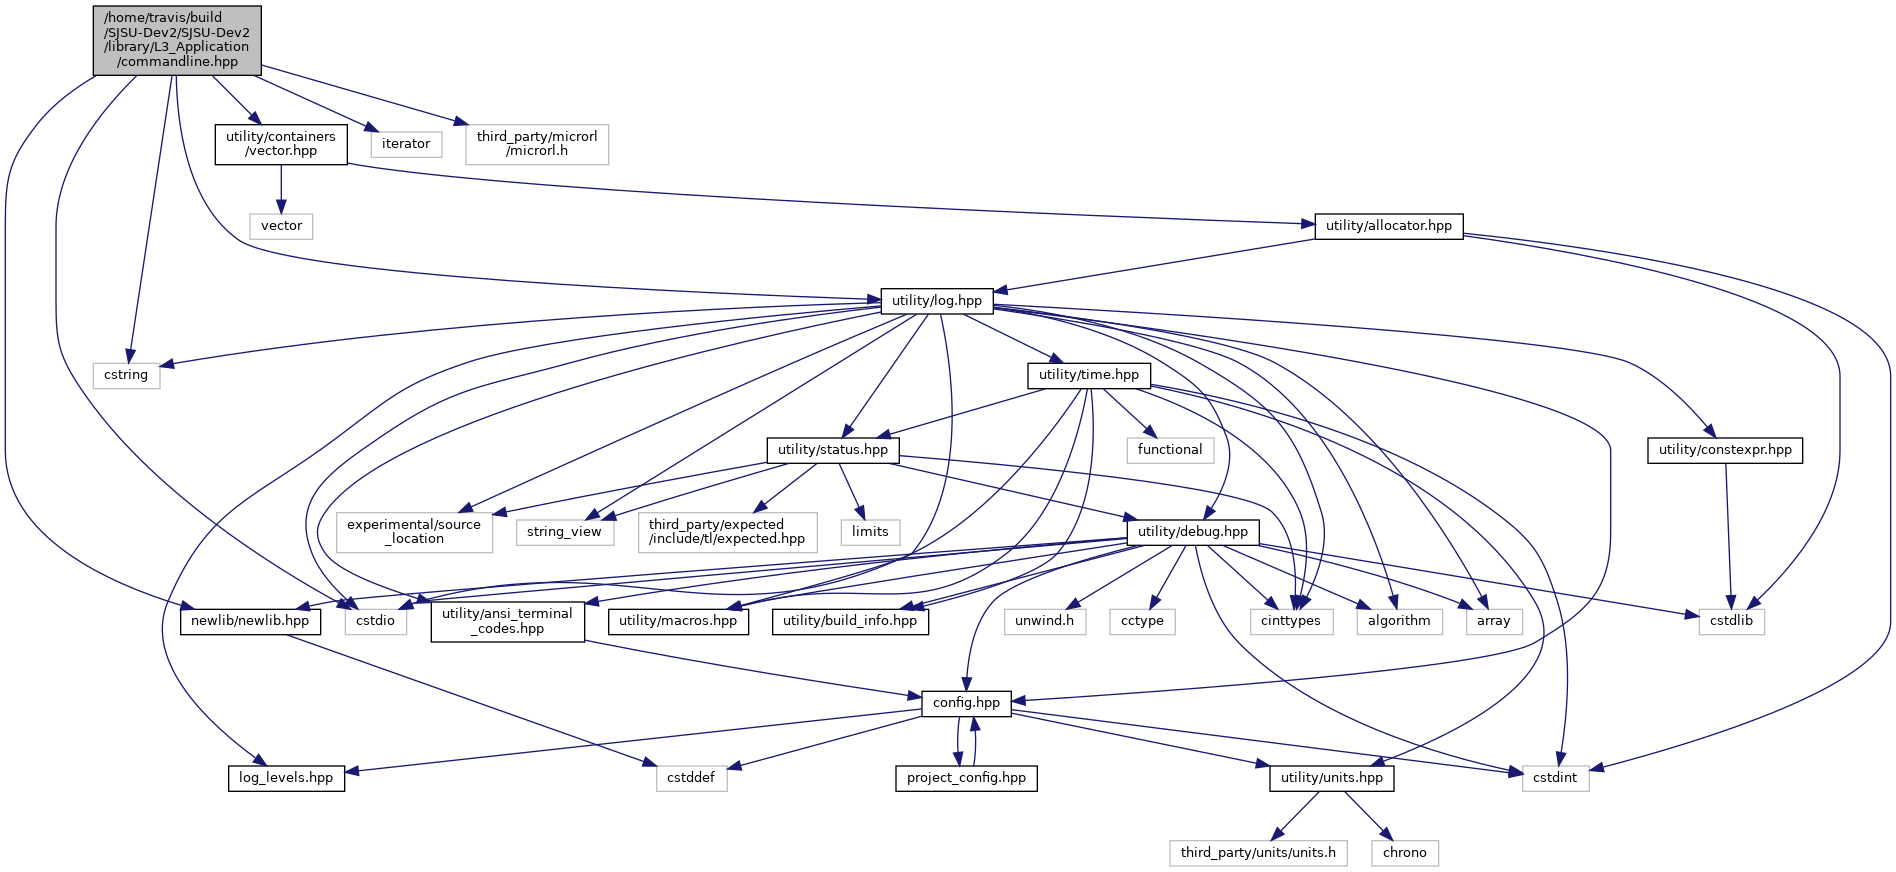 /home/travis/build
/SJSU-Dev2/SJSU-Dev2
/library/L3_Application
/commandline.hpp
utility/containers
/vector.hpp
iterator
third_party/microrl
/microrl.h
vector
utility/allocator.hpp
utility/log.hpp
cstring
utility/time.hpp
utility/status.hpp
functional
utility/constexpr.hpp
experimental/source
_location
string_view
third_party/expected
/include/tl/expected.hpp
limits
utility/debug.hpp
newlib/newlib.hpp
cstdio
utility/ansi_terminal
_codes.hpp
utility/macros.hpp
utility/build_info.hpp
unwind.h
cctype
cinttypes
algorithm
array
cstdlib
config.hpp
log_levels.hpp
cstddef
project_config.hpp
utility/units.hpp
cstdint
third_party/units/units.h
chrono